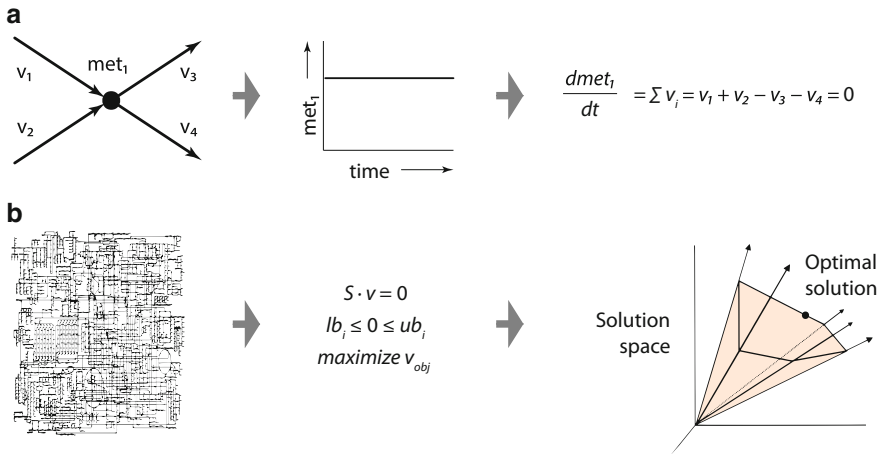 a
met₁
v₁
v₃
v₂
v₄
met₁
time
dmet₁
dt
= Σ vᵢ = v₁ + v₂ − v₃ − v₄ = 0
b
S · v = 0
lbᵢ ≤ 0 ≤ ubᵢ
maximize v_obj
Solution
space
Optimal
solution